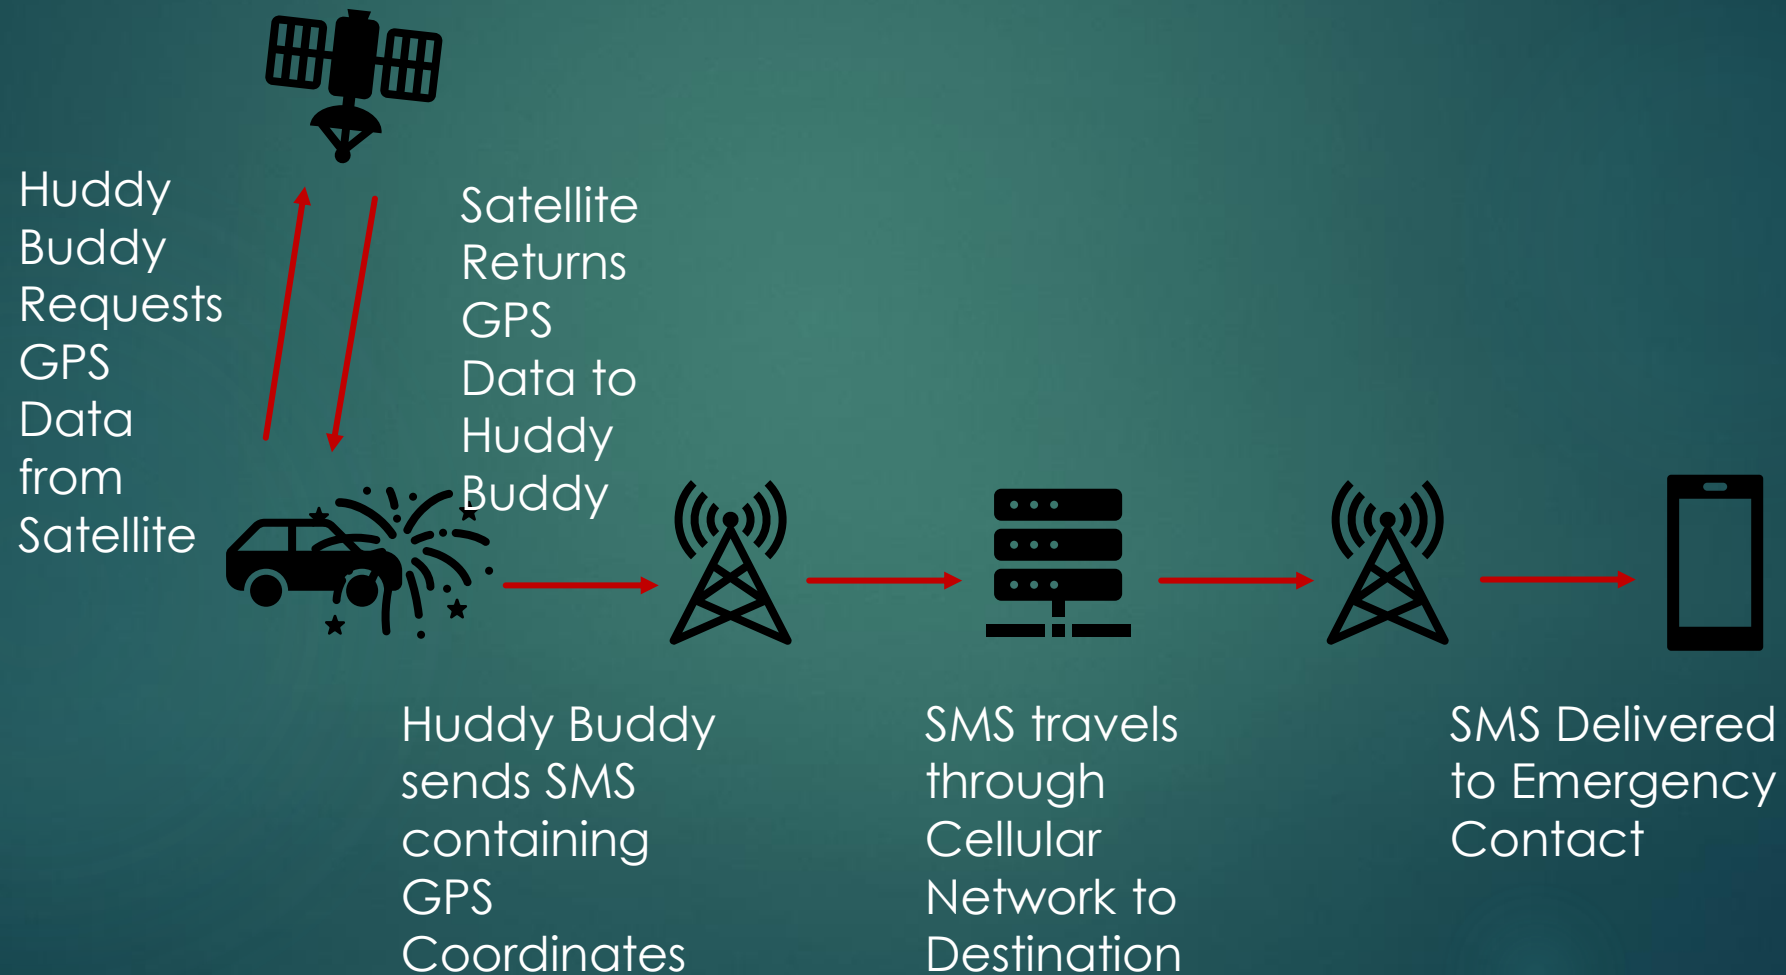 Huddy
Buddy
Requests
GPS
Data
from
Satellite
Satellite
Returns
GPS
Data to
Huddy
Buddy
Huddy Buddy
sends SMS
containing
GPS
Coordinates
SMS travels
through
Cellular
Network to
Destination
SMS Delivered
to Emergency
Contact